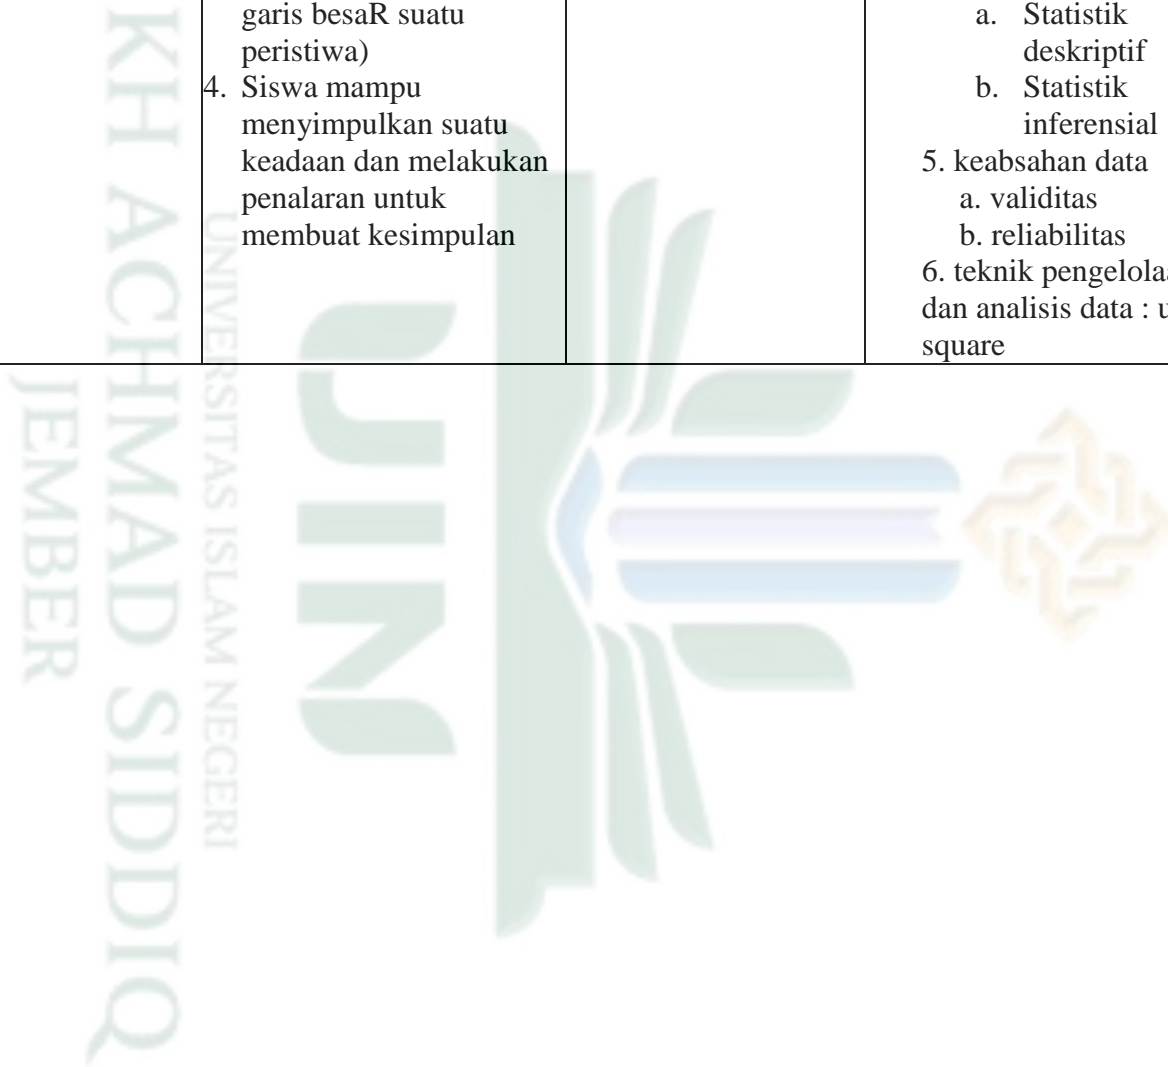 garis besaR suatu
peristiwa)
4. Siswa mampu
menyimpulkan suatu
keadaan dan melakukan
penalaran untuk
membuat kesimpulan
a. Statistik
deskriptif
b. Statistik
inferensial
5. keabsahan data
a. validitas
b. reliabilitas
6. teknik
dan analisis data :
square
UIN
UNIVERSITAS ISLAM NEGERI
KH ACHMAD SIDDIQ
JEMBER